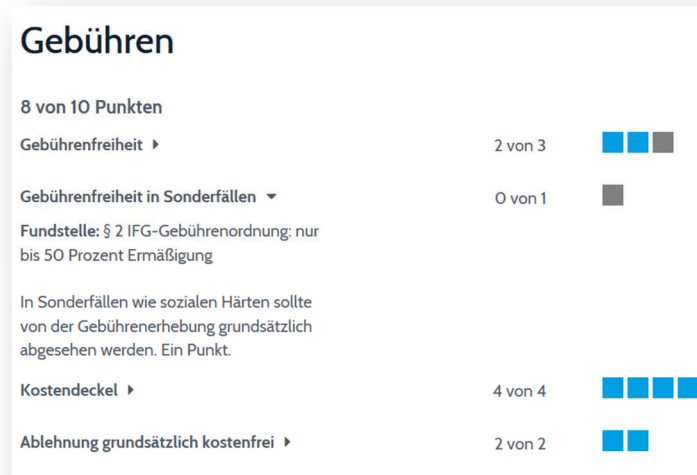 Gebühren
8 von 10 Punkten
Gebührenfreiheit 2 von 3
Gebührenfreiheit in Sonderfällen 0 von 1
Fundstelle: § 2 IFG-Gebührenordnung: nur
bis 50 Prozent Ermäßigung
In Sonderfällen wie sozialen Härten sollte
von der Gebührenerhebung grundsätzlich
abgesehen werden. Ein Punkt.
Kostendeckel 4 von 4
Ablehnung grundsätzlich kostenfrei 2 von 2